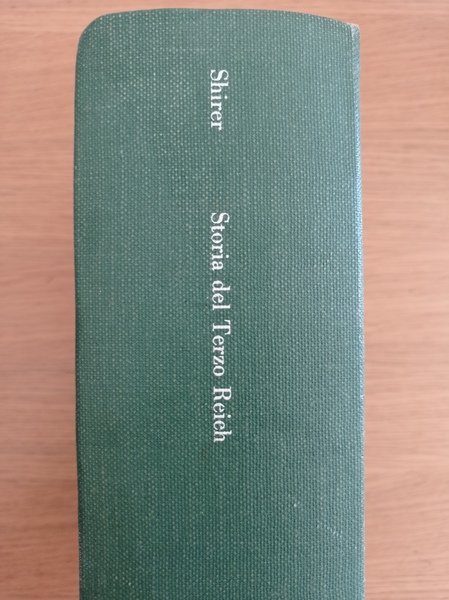 Shirer Storia del Terzo Reich